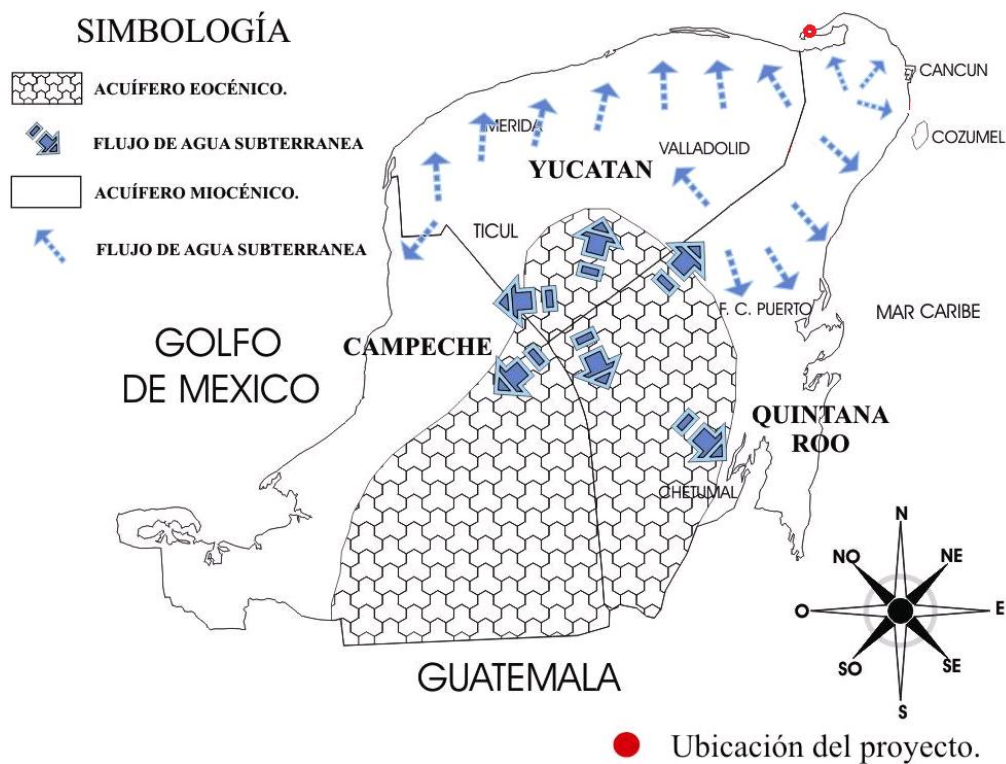 SIMBOLOGÍA
ACUÍFERO EOCÉNICO.
FLUJO DE AGUA SUBTERRANEA
ACUÍFERO MIOCÉNICO.
FLUJO DE AGUA SUBTERRANEA
CANCUN
COZUMEL
MERIDA
VALLADOLID
YUCATAN
TICUL
F. C. PUERTO
MAR CARIBE
GOLFO
DE MEXICO
CAMPECHE
QUINTANA
ROO
CHETUMAL
GUATEMALA
N
NO
NE
O
E
SO
SE
S
Ubicación del proyecto.